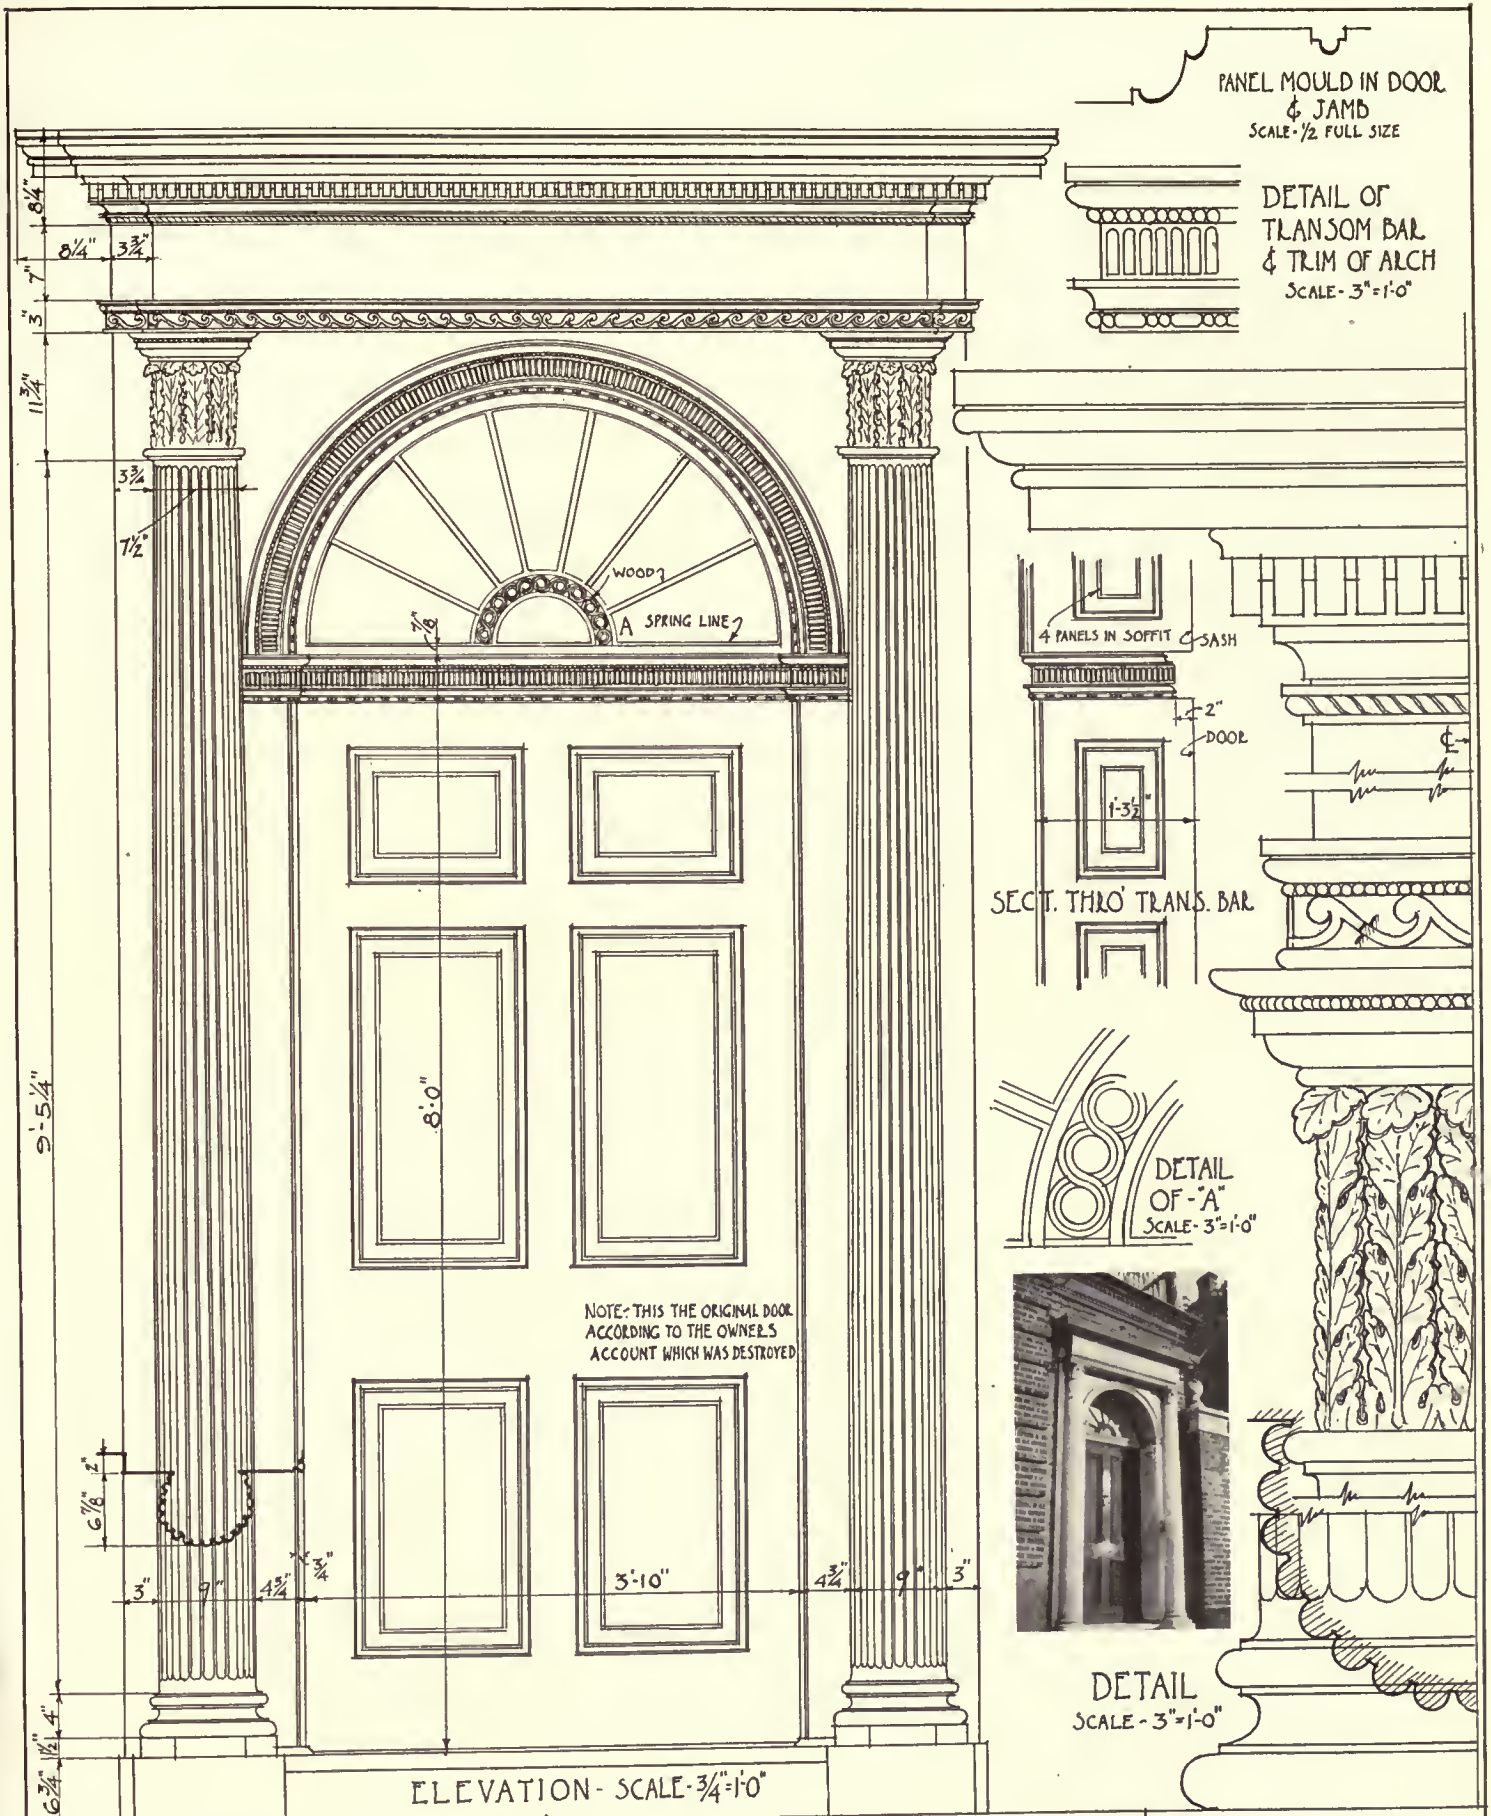 PANEL MOULD IN DOOR
& JAMB
SCALE-½ FULL SIZE
DETAIL OF
TRANSOM BAR
& TRIM OF ARCH
SCALE-3"=1'-0"
8¼"
8¼" 3¾"
7"
3"
11¾"
3¾"
7½"
WOOD
A
SPRING LINE
7/8"
4 PANELS IN SOFFIT
SASH
2"
DOOR
℄
1'-3½"
SECT. THRO' TRANS. BAR
9'-5¼"
8'-0"
DETAIL
OF-"A"
SCALE-3"=1'-0"
NOTE:-THIS THE ORIGINAL DOOR
ACCORDING TO THE OWNERS
ACCOUNT WHICH WAS DESTROYED
2"
6 7/8"
3" 9" 4¾" ¾" 3'-10" 4¾" 9" 3"
4"
1½"
6¾"
DETAIL
SCALE-3"=1'-0"
ELEVATION-SCALE-¾"=1'-0"